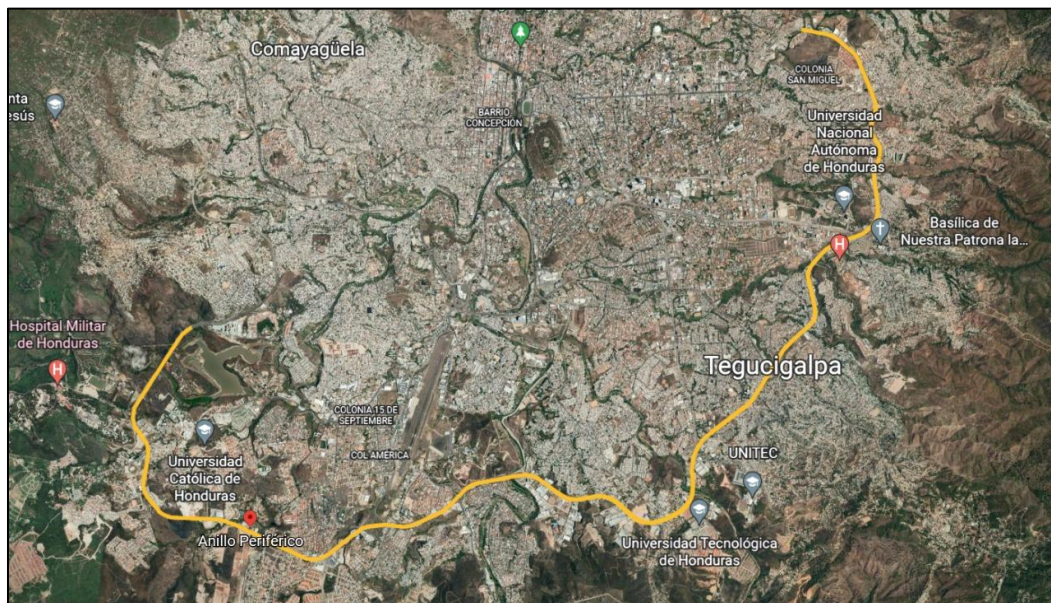 Comayagüela
COLONIA
SAN MIGUEL
nta
esús
BARRIO
CONCEPCIÓN
Universidad
Nacional
Autónoma
de Honduras
Basílica de
Nuestra Patrona la...
H
Hospital Militar
de Honduras
H
Tegucigalpa
COLONIA 15 DE
SEPTIEMBRE
COL AMÉRICA
UNITEC
Universidad
Católica de
Honduras
Anillo Periférico
Universidad Tecnológica
de Honduras